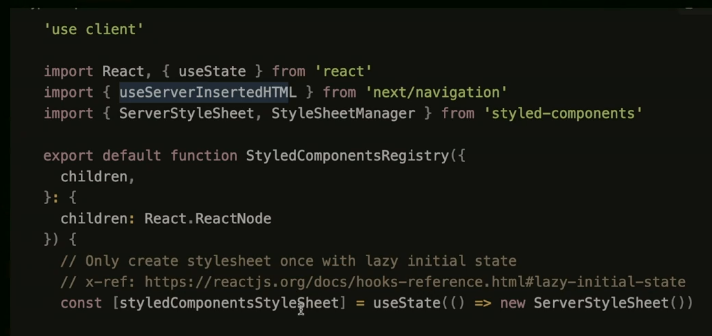 'use client'
import React, { useState } from 'react'
import { useServerInsertedHTML } from 'next/navigation'
import { ServerStyleSheet, StyleSheetManager } from 'styled-components'
export default function StyledComponentsRegistry({
children,
}: {
children: React.ReactNode
}) {
// Only create stylesheet once with lazy initial state
// x-ref: https://reactjs.org/docs/hooks-reference.html#lazy-initial-state
const [styledComponentsStyleSheet] = useState(() => new ServerStyleSheet())